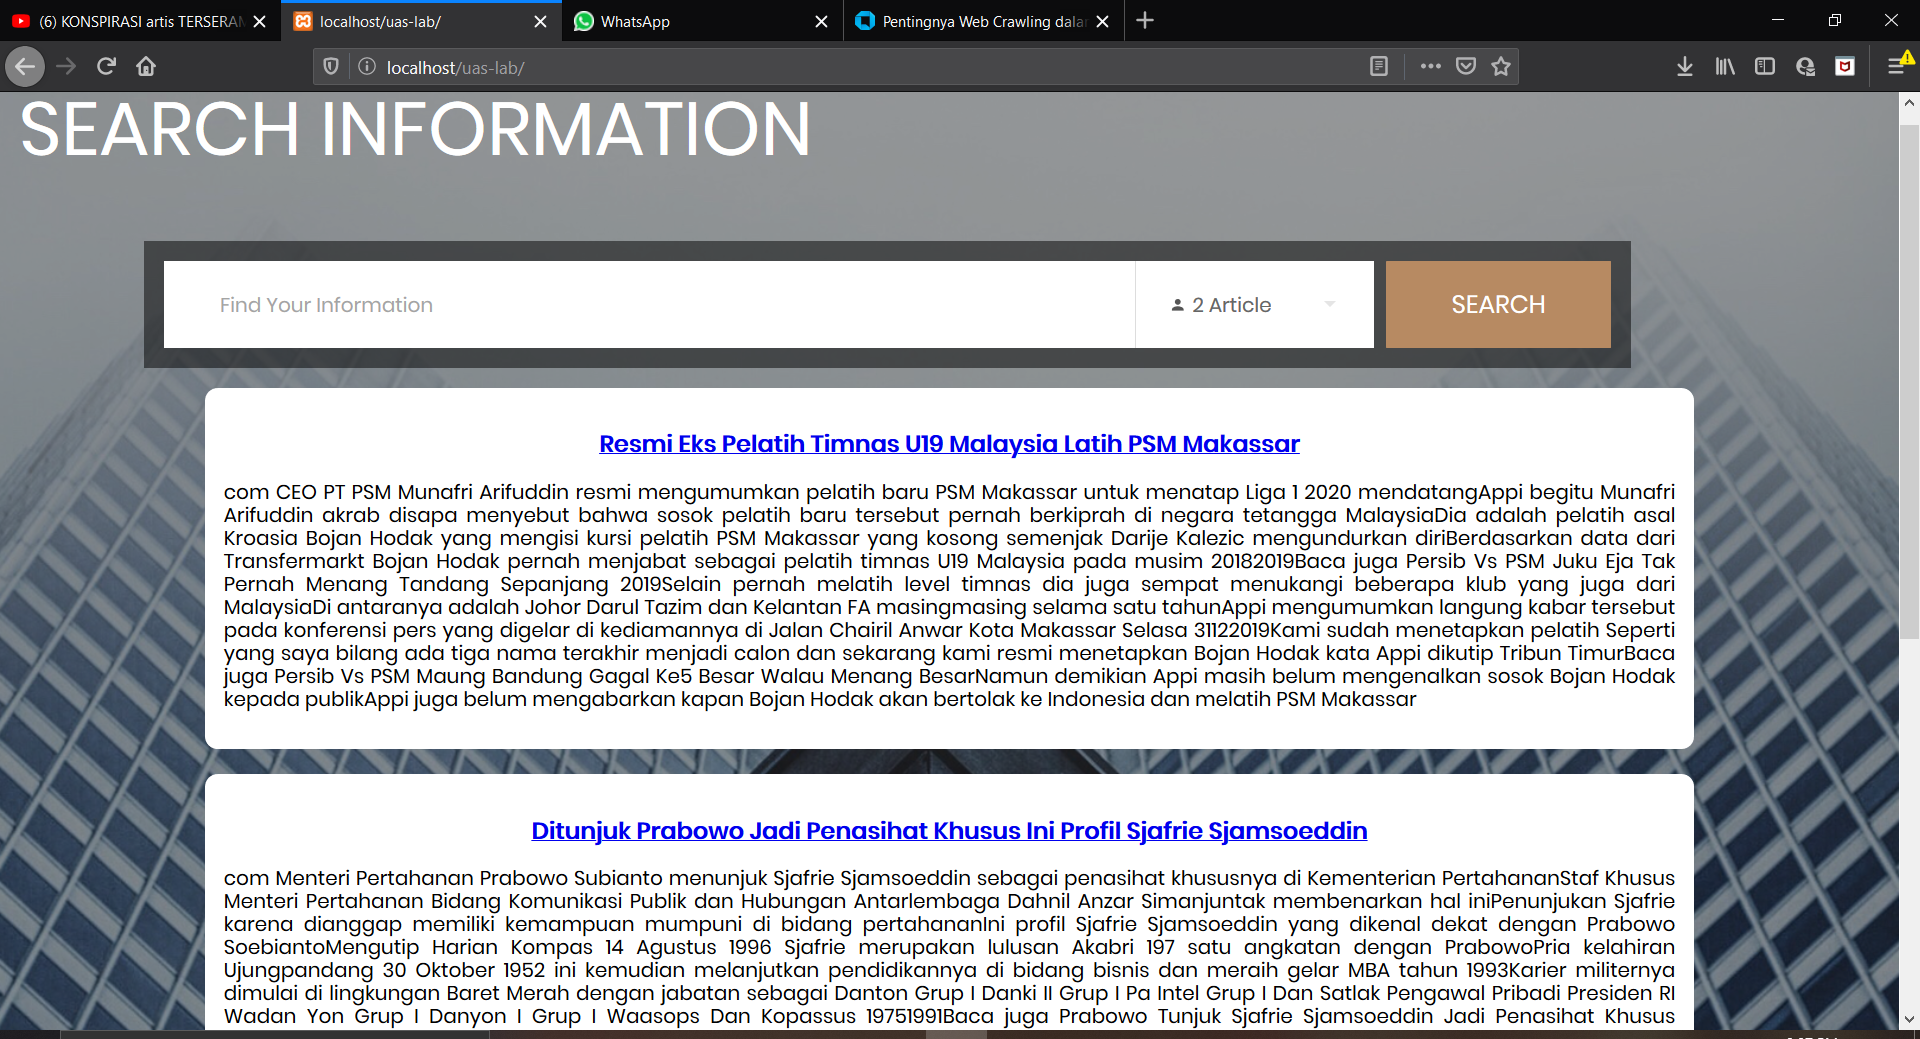 (6) KONSPIRASI artis TERSERAM
localhost/uas-lab/
WhatsApp
Pentingnya Web Crawling dalam
localhost/uas-lab/
SEARCH INFORMATION
Find Your Information
2 Article
SEARCH
Resmi Eks Pelatih Timnas U19 Malaysia Latih PSM Makassar
com CEO PT PSM Munafri Arifuddin resmi mengumumkan pelatih baru PSM Makassar untuk menatap Liga 1 2020 mendatangAppi begitu Munafri
Arifuddin akrab disapa menyebut bahwa sosok pelatih baru tersebut pernah berkiprah di negara tetangga MalaysiaDia adalah pelatih asal
Kroasia Bojan Hodak yang mengisi kursi pelatih PSM Makassar yang kosong semenjak Darije Kalezic mengundurkan diriBerdasarkan data dari
Transfermarkt Bojan Hodak pernah menjabat sebagai pelatih timnas U19 Malaysia pada musim 20182019Baca juga Persib Vs PSM Juku Eja Tak
Pernah Menang Tandang Sepanjang 2019Selain pernah melatih level timnas dia juga sempat menukangi beberapa klub yang juga dari
MalaysiaDi antaranya adalah Johor Darul Tazim dan Kelantan FA masingmasing selama satu tahunAppi mengumumkan langung kabar tersebut
pada konferensi pers yang digelar di kediamannya di Jalan Chairil Anwar Kota Makassar Selasa 31122019Kami sudah menetapkan pelatih Seperti
yang saya bilang ada tiga nama terakhir menjadi calon dan sekarang kami resmi menetapkan Bojan Hodak kata Appi dikutip Tribun TimurBaca
juga Persib Vs PSM Maung Bandung Gagal Ke5 Besar Walau Menang BesarNamun demikian Appi masih belum mengenalkan sosok Bojan Hodak
kepada publikAppi juga belum mengabarkan kapan Bojan Hodak akan bertolak ke Indonesia dan melatih PSM Makassar
Ditunjuk Prabowo Jadi Penasihat Khusus Ini Profil Sjafrie Sjamsoeddin
com Menteri Pertahanan Prabowo Subianto menunjuk Sjafrie Sjamsoeddin sebagai penasihat khususnya di Kementerian PertahananStaf Khusus
Menteri Pertahanan Bidang Komunikasi Publik dan Hubungan Antarlembaga Dahnil Anzar Simanjuntak membenarkan hal iniPenunjukan Sjafrie
karena dianggap memiliki kemampuan mumpuni di bidang pertahananIni profil Sjafrie Sjamsoeddin yang dikenal dekat dengan Prabowo
SoebiantoMengutip Harian Kompas 14 Agustus 1996 Sjafrie merupakan lulusan Akabri 197 satu angkatan dengan PrabowoPria kelahiran
Ujungpandang 30 Oktober 1952 ini kemudian melanjutkan pendidikannya di bidang bisnis dan meraih gelar MBA tahun 1993Karier militernya
dimulai di lingkungan Baret Merah dengan jabatan sebagai Danton Grup I Danki II Grup I Pa Intel Grup I Dan Satlak Pengawal Pribadi Presiden RI
Wadan Yon Grup I Danyon I Grup I Waasops Dan Kopassus 19751991Baca juga Prabowo Tunjuk Sjafrie Sjamsoeddin Jadi Penasihat Khusus